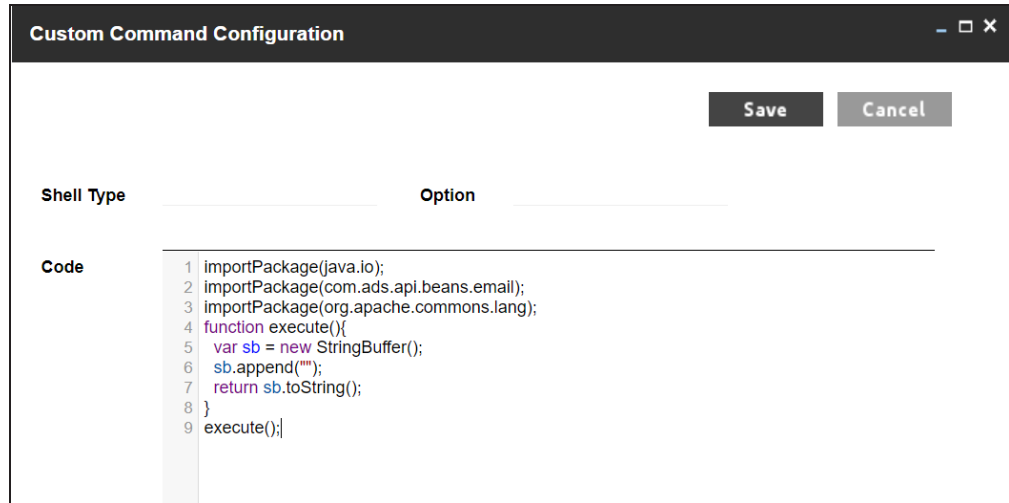 Custom Command Configuration
Save Cancel
Shell Type Option
Code
1 importPackage(java.io);
2 importPackage(com.ads.api.beans.email);
3 importPackage(org.apache.commons.lang);
4 function execute(){
5 var sb = new StringBuffer();
6 sb.append("");
7 return sb.toString();
8 }
9 execute();